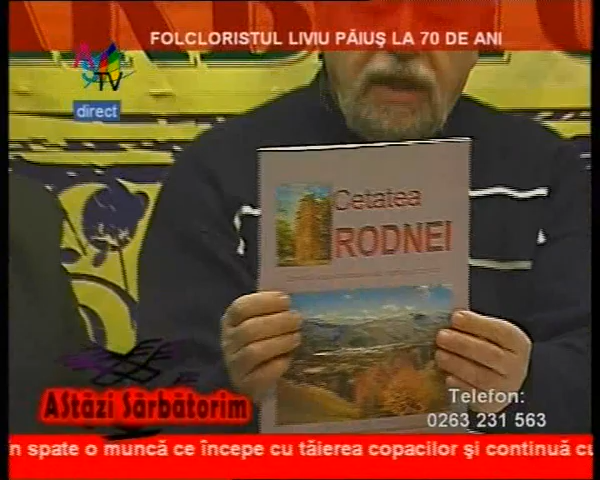 FOLCLORISTUL LIVIU PĂIUŞ LA 70 DE ANI
TV
direct
Cetatea
RODNEI
AStăzi Sărbătorim
Telefon:
0263 231 563
n spate o muncă ce începe cu tăierea copacilor şi continuă cu